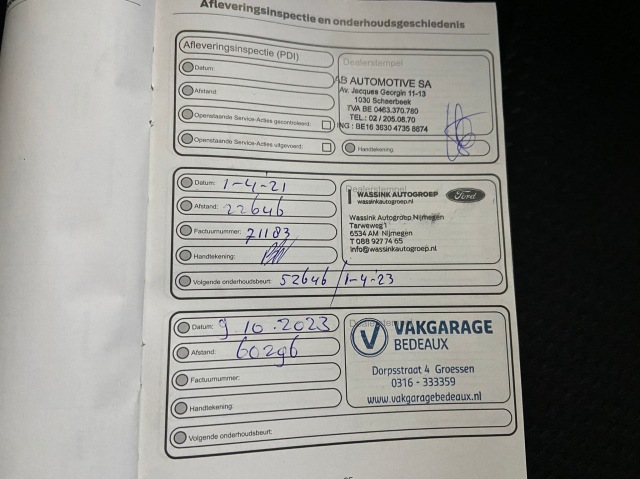 Afleveringsinspectie en onderhoudsgeschiedenis
Afleveringsinspectie (PDI)
Dealerstempel
Datum:
AB AUTOMOTIVE SA
Av. Jacques Georgin 11-13
1030 Schaerbeek
TVA BE 0463.370.780
TEL.: 02 / 205.08.70
ING : BE16 3630 4735 8874
Afstand:
Openstaande Service-Acties gecontroleerd:
Openstaande Service-Acties uitgevoerd:
Handtekening:
Datum: 1-4-21
Dealerstempel
WASSINK AUTOGROEP
wassinkautogroep.nl
Ford
Afstand: 22646
Wassink Autogroep Nijmegen
Tarweweg 1
6534 AM Nijmegen
T 088 927 74 65
info@wassinkautogroep.nl
Factuurnummer: 71183
Handtekening:
Volgende onderhoudsbeurt: 52646 / 1-4-23
Datum: 9.10.2023
Afstand: 60296
V VAKGARAGE
BEDEAUX
Dorpsstraat 4 Groessen
0316 - 333359
www.vakgaragebedeaux.nl
Factuurnummer:
Handtekening:
Volgende onderhoudsbeurt: